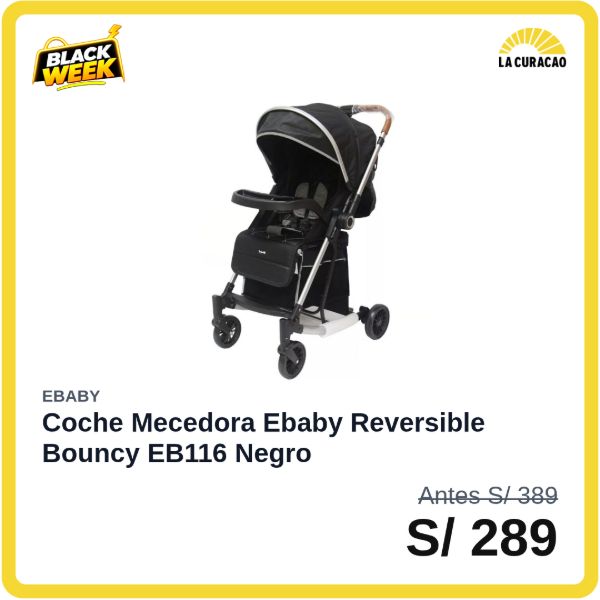 BLACK
WEEK
LA CURACAO
EBABY
Coche Mecedora Ebaby Reversible
Bouncy EB116 Negro
Antes S/ 389
S/ 289